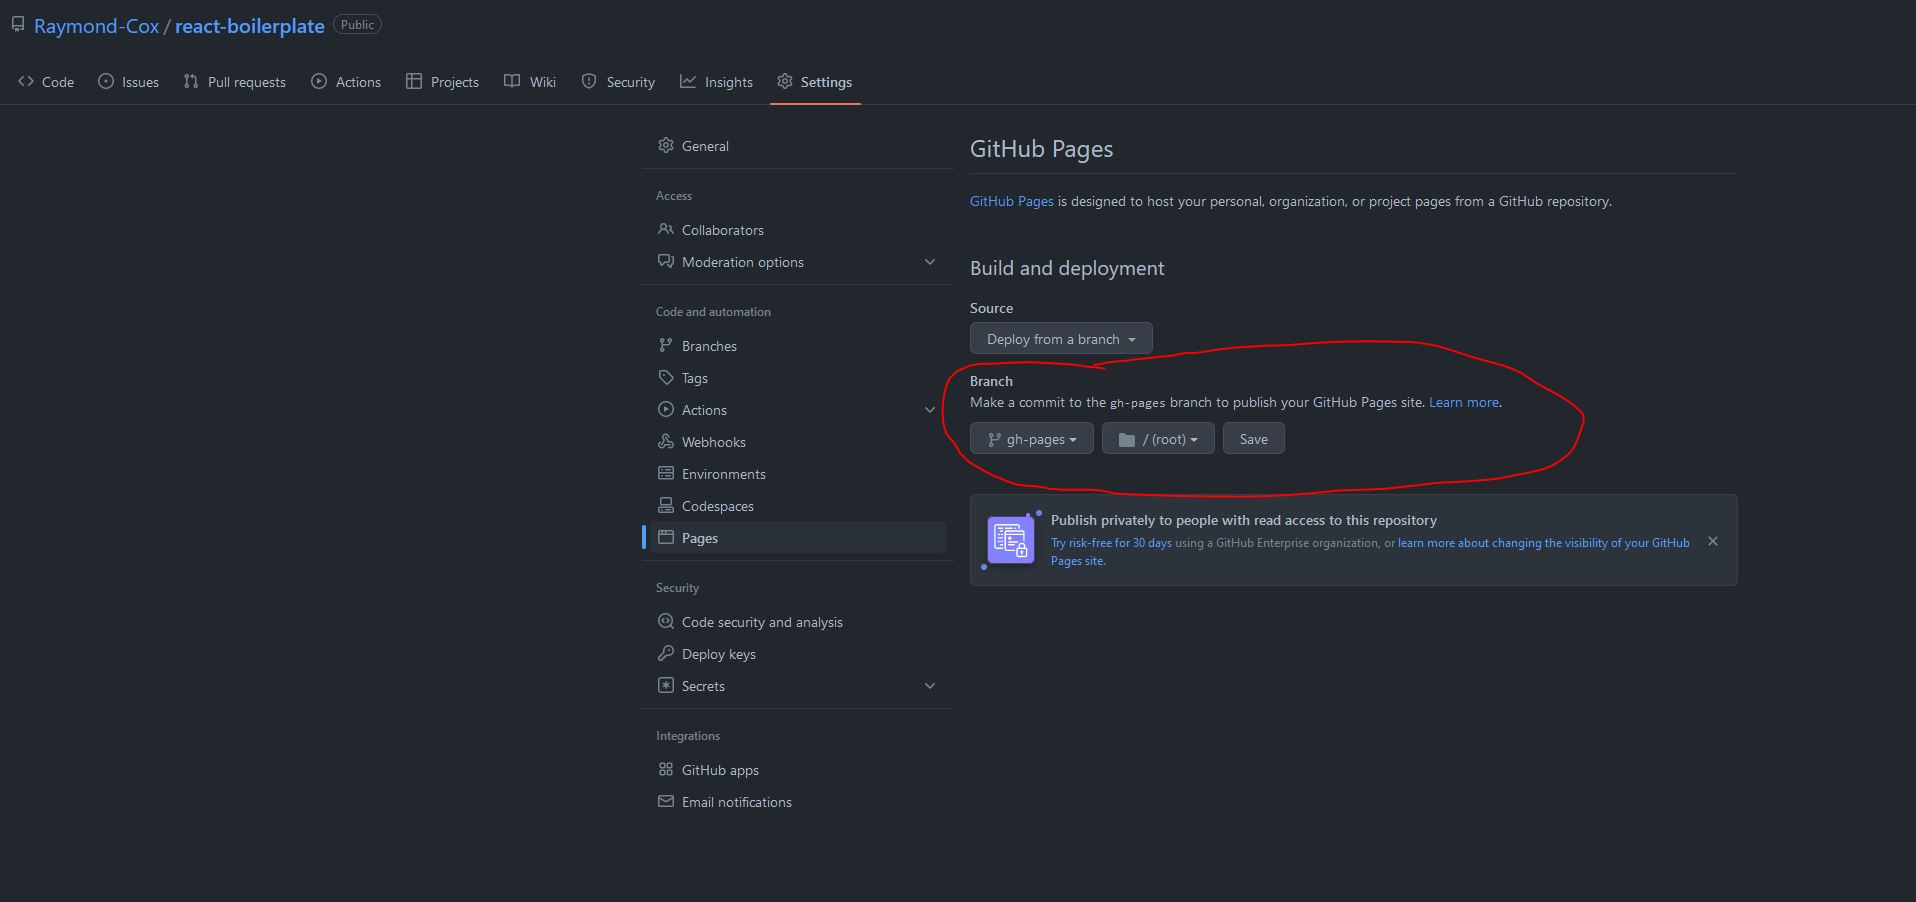 Raymond-Cox / react-boilerplate Public
Code Issues Pull requests Actions Projects Wiki Security Insights Settings
General
Access
Collaborators
Moderation options
Code and automation
Branches
Tags
Actions
Webhooks
Environments
Codespaces
Pages
Security
Code security and analysis
Deploy keys
Secrets
Integrations
GitHub apps
Email notifications
GitHub Pages
GitHub Pages is designed to host your personal, organization, or project pages from a GitHub repository.
Build and deployment
Source
Deploy from a branch
Branch
Make a commit to the gh-pages branch to publish your GitHub Pages site. Learn more.
gh-pages / (root) Save
Publish privately to people with read access to this repository
Try risk-free for 30 days using a GitHub Enterprise organization, or learn more about changing the visibility of your GitHub
Pages site.